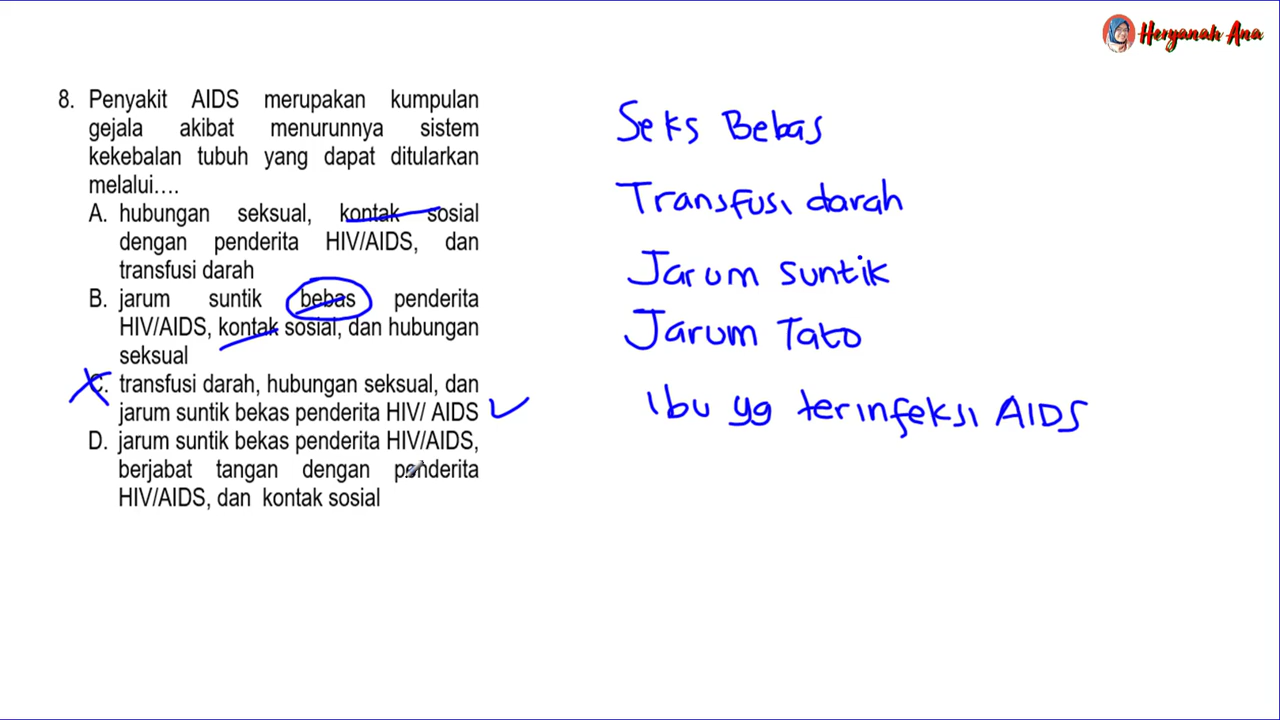 Heryanah Ana
8. Penyakit AIDS merupakan kumpulan
gejala akibat menurunnya sistem
kekebalan tubuh yang dapat ditularkan
melalui....
A. hubungan seksual, kontak sosial
dengan penderita HIV/AIDS, dan
transfusi darah
B. jarum suntik bebas penderita
HIV/AIDS, kontak sosial, dan hubungan
seksual
C. transfusi darah, hubungan seksual, dan
jarum suntik bekas penderita HIV/ AIDS
D. jarum suntik bekas penderita HIV/AIDS,
berjabat tangan dengan penderita
HIV/AIDS, dan kontak sosial
Seks Bebas
Transfusi darah
Jarum suntik
Jarum Tato
Ibu yg terinfeksi AIDS